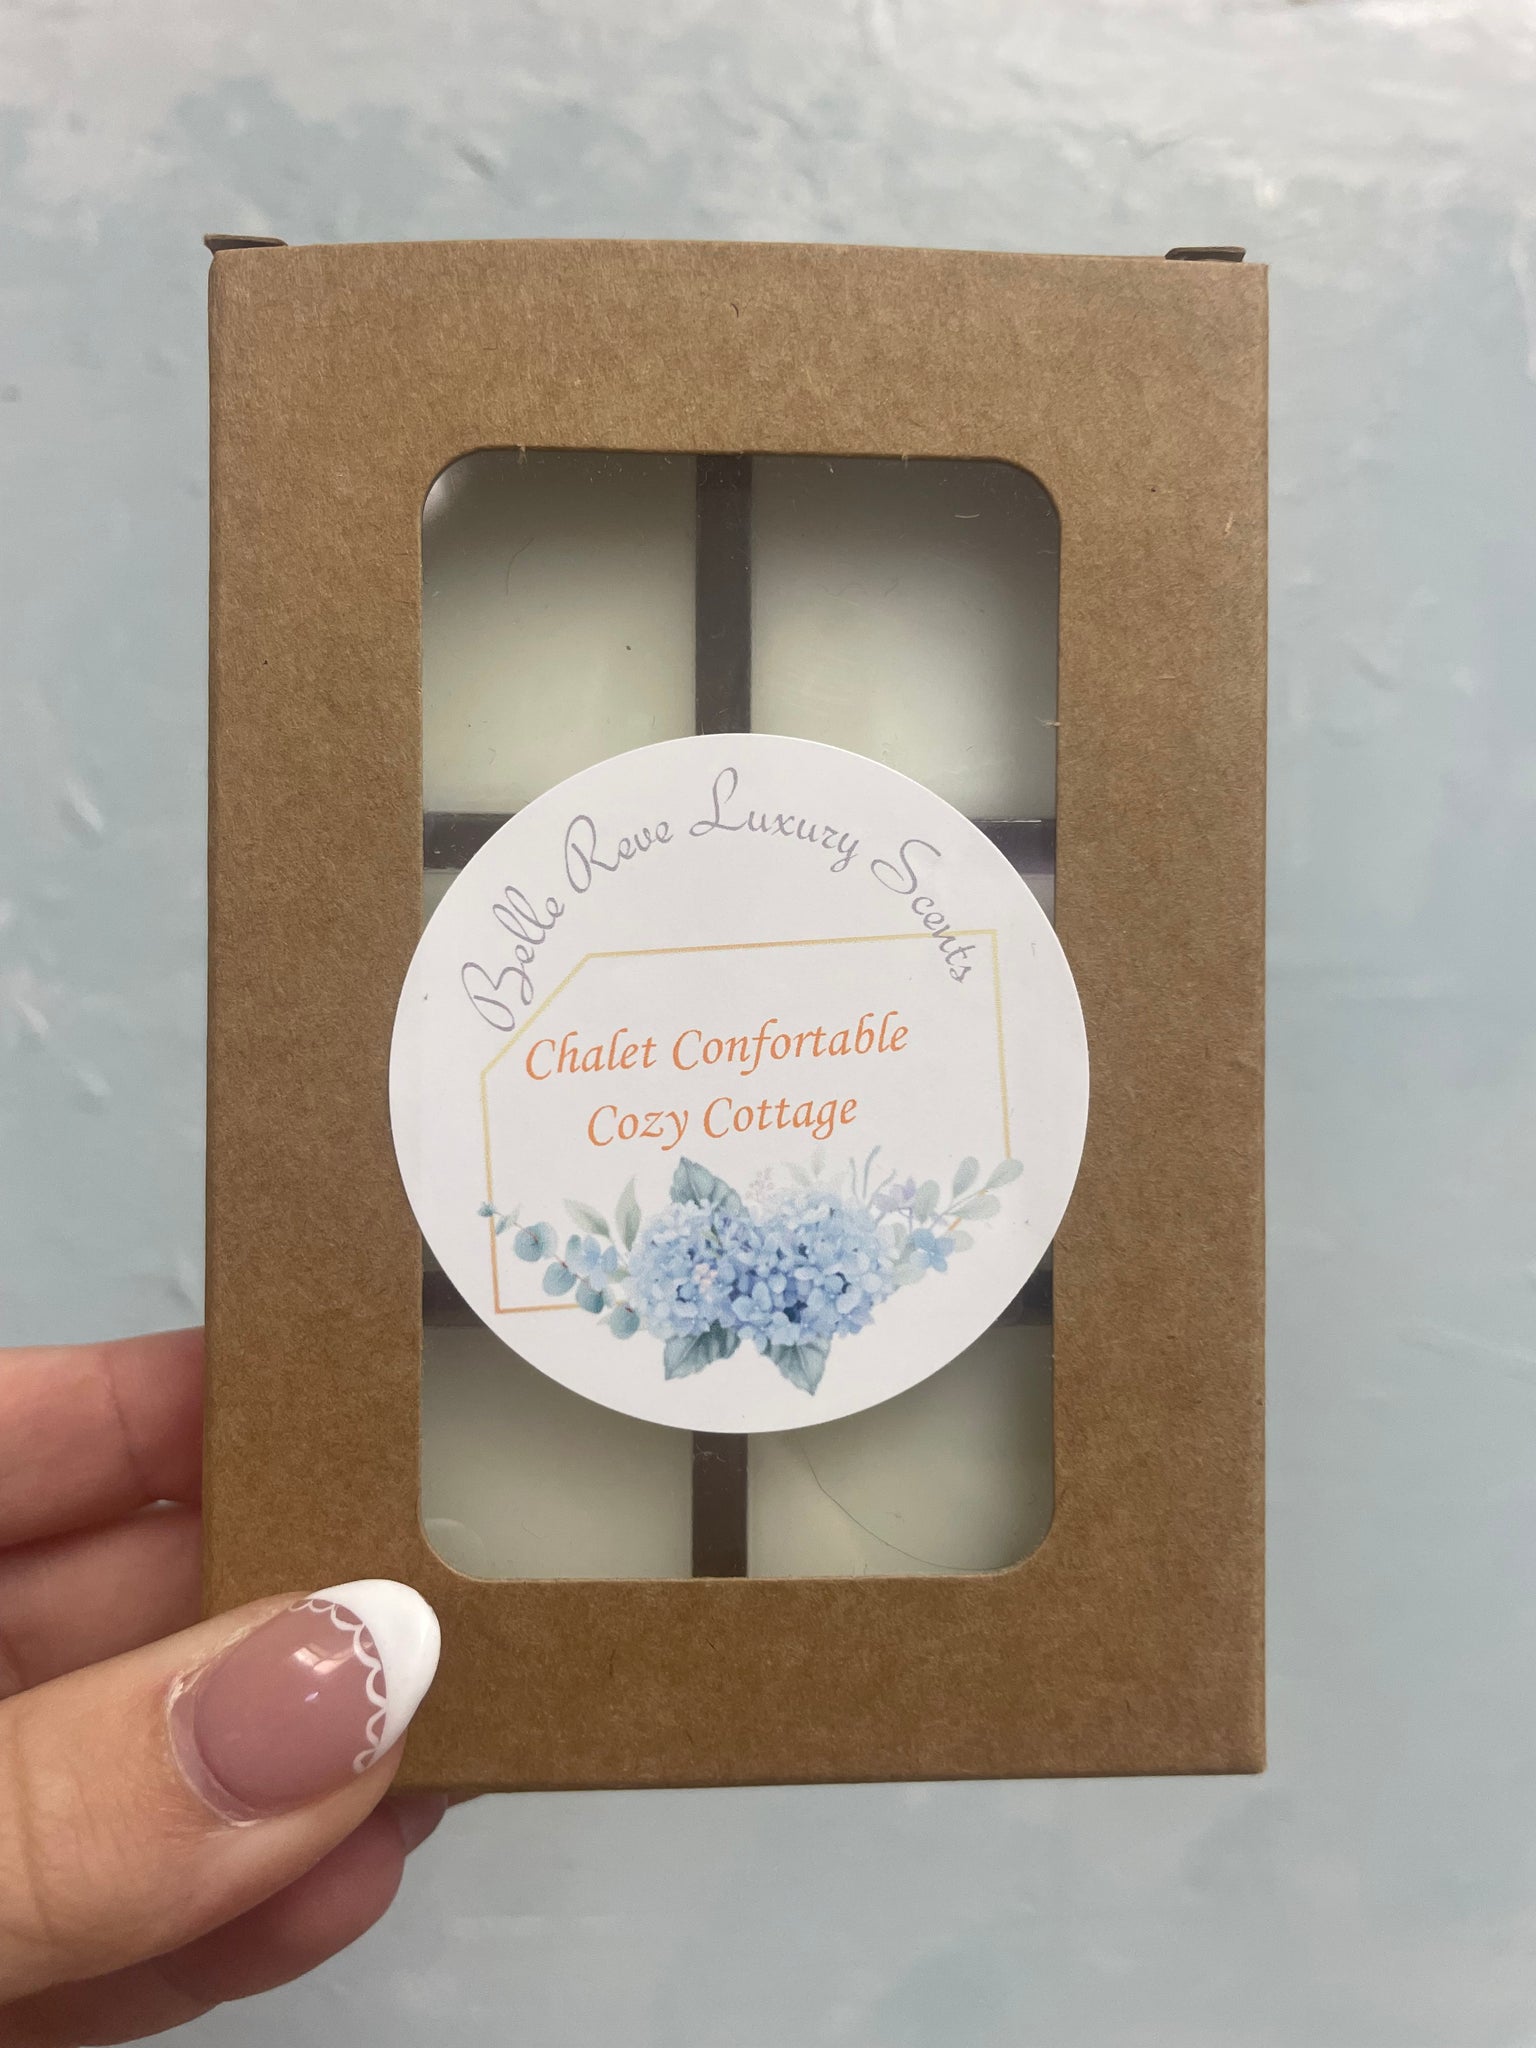 Belle Reve Luxury Scents
Chalet Confortable
Cozy Cottage